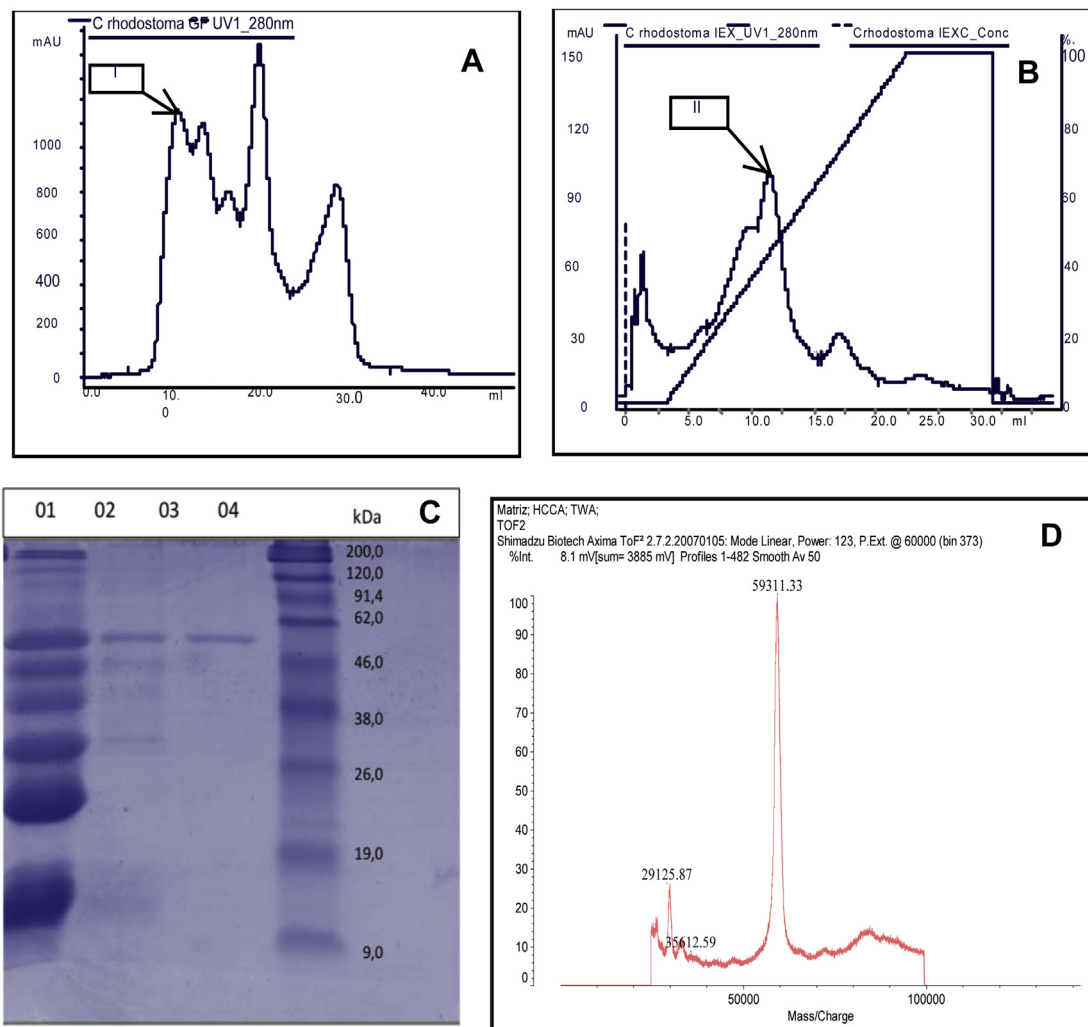 C rhodostoma GF UV1_280nm
mAU
A
I
1000
800
600
400
200
0
0.0 10. 0 20.0 30.0 40.0 ml
C rhodostoma IEX_UV1_280nm Crhodostoma IEXC_Conc
mAU
%.
B
II
150
120
90
60
30
0
100
80
60
40
20
0
0 5.0 10.0 15.0 20.0 25.0 30.0 ml
01 02 03 04 kDa C
200,0
120,0
91,4
62,0
46,0
38,0
26,0
19,0
9,0
Matriz; HCCA; TWA;
TOF2
D
Shimadzu Biotech Axima ToF² 2.7.2.20070105: Mode Linear, Power: 123, P.Ext. @ 60000 (bin 373)
%Int. 8.1 mV[sum= 3885 mV] Profiles 1-482 Smooth Av 50
59311.33
29125.87
35612.59
100
90
80
70
60
50
40
30
20
10
0
50000 100000
Mass/Charge